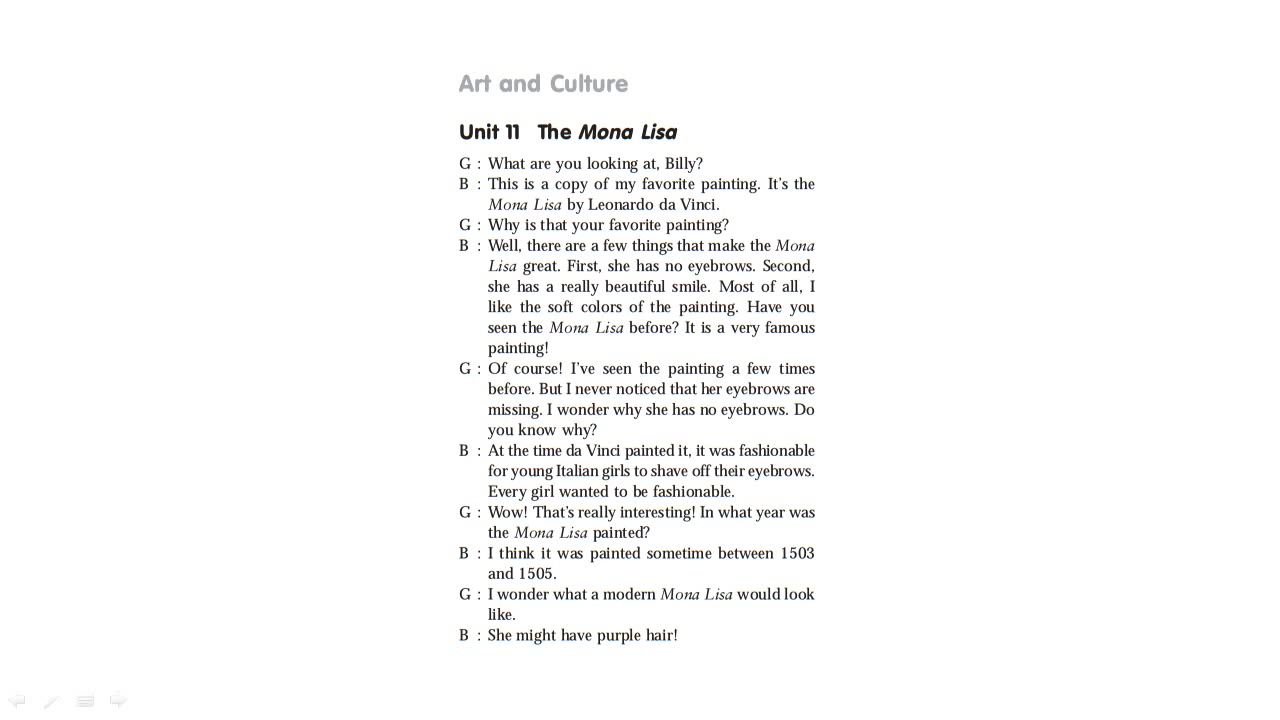 Art and Culture
Unit 11 The Mona Lisa
G : What are you looking at, Billy?
B : This is a copy of my favorite painting. It's the
Mona Lisa by Leonardo da Vinci.
G : Why is that your favorite painting?
B : Well, there are a few things that make the Mona
Lisa great. First, she has no eyebrows. Second,
she has a really beautiful smile. Most of all, I
like the soft colors of the painting. Have you
seen the Mona Lisa before? It is a very famous
painting!
G : Of course! I've seen the painting a few times
before. But I never noticed that her eyebrows are
missing. I wonder why she has no eyebrows. Do
you know why?
B : At the time da Vinci painted it, it was fashionable
for young Italian girls to shave off their eyebrows.
Every girl wanted to be fashionable.
G : Wow! That's really interesting! In what year was
the Mona Lisa painted?
B : I think it was painted sometime between 1503
and 1505.
G : I wonder what a modern Mona Lisa would look
like.
B : She might have purple hair!